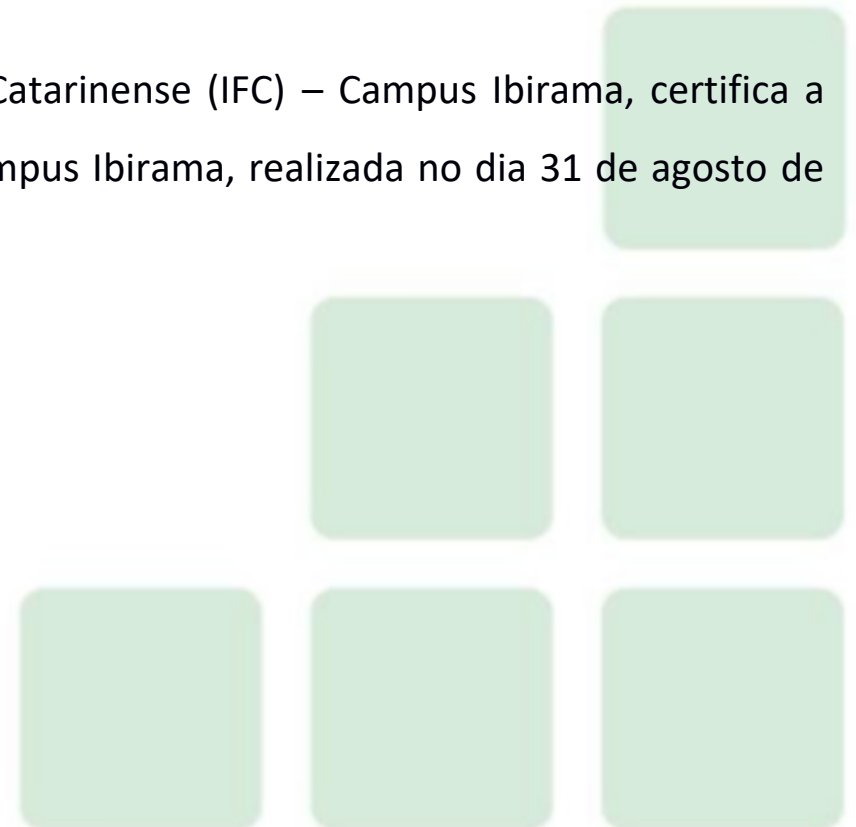 Catarinense (IFC) – Campus Ibirama, certifica a
mpus Ibirama, realizada no dia 31 de agosto de